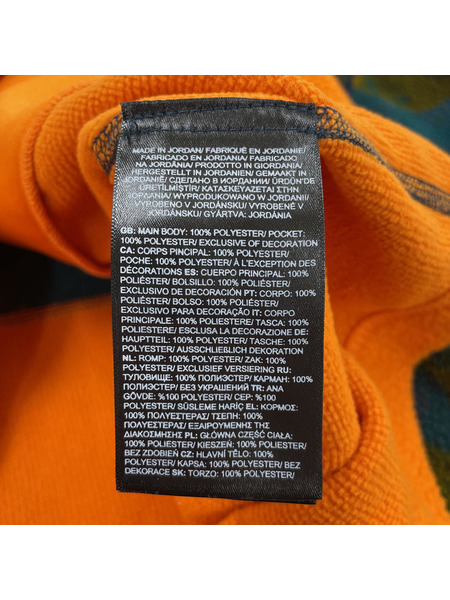 MADE IN JORDAN/ FABRIQUÉ EN JORDANIE/
FABRICADO EN JORDANIA/ FABRICADO
NA JORDÂNIA/ PRODOTTO IN GIORDANIA/
HERGESTELLT IN JORDANIEN/ GEMAAKT IN
JORDANIË/ СДЕЛАНО В ИОРДАНИИ/ ÜRDÜN'DE
ÜRETİLMİŞTİR/ ΚΑΤΑΣΚΕΥΑΖΕΤΑΙ ΣΤΗΝ
ΙΟΡΔΑΝΙΑ/ WYPRODUKOWANO W JORDANII/
VYROBENO V JORDÁNSKU/ VYROBENÉ V
JORDÁNSKU/ GYÁRTVA: JORDÁNIA
GB: MAIN BODY: 100% POLYESTER/ POCKET:
100% POLYESTER/ EXCLUSIVE OF DECORATION
CA: CORPS PINCIPAL: 100% POLYESTER/
POCHE: 100% POLYESTER/ EXCEPTION DES
DÉCORATIONS ES: CUERPO PRINCIPAL: 100%
POLIÉSTER/ BOLSILLO: 100% POLIÉSTER/
EXCLUSIVO DE DECORACIÓN PT: CORPO: 100%
POLIÉSTER/ BOLSO: 100% POLIÉSTER/
EXCLUSIVO PARA DECORAÇÃO IT: CORPO
PRINCIPALE: 100% POLIESTERE/ TASCA: 100%
POLIESTERE/ ESCLUSA LA DECORAZIONE DE:
HAUPTTEIL: 100% POLYESTER/ TASCHE: 100%
POLYESTER/ AUSSCHLIEBLICH DEKORATION
NL: ROMP: 100% POLYESTER/ ZAK: 100%
POLYESTER/ EXCLUSIEF VERSIERING RU:
ТУЛОВИЩЕ: 100% ПОЛИЭСТЕР/ КАРМАН: 100%
ПОЛИЭСТЕР/ БЕЗ УКРАШЕНИЙ TR: ANA
GÖVDE: %100 POLYESTER/ CEP: %100
POLYESTER/ SÜSLEME HARİÇ EL: ΚΟΡΜΟΣ:
100% ΠΟΛΥΕΣΤΕΡΑΣ/ ΤΣΕΠΗ: 100%
ΠΟΛΥΕΣΤΕΡΑΣ/ ΕΞΑΙΡΟΥΜΕΝΗΣ ΤΗΣ
ΔΙΑΚΟΣΜΗΣΗΣ PL: GŁÓWNA CZĘŚĆ CIAŁA:
100% POLIESTER/ KIESZEŃ: 100% POLIESTER/
BEZ ZDOBIEŃ CZ: HLAVNÍ TĚLO: 100%
POLYESTER/ KAPSA: 100% POLYESTER/ BEZ
DEKORACE SK: TORZO: 100% POLYESTER/